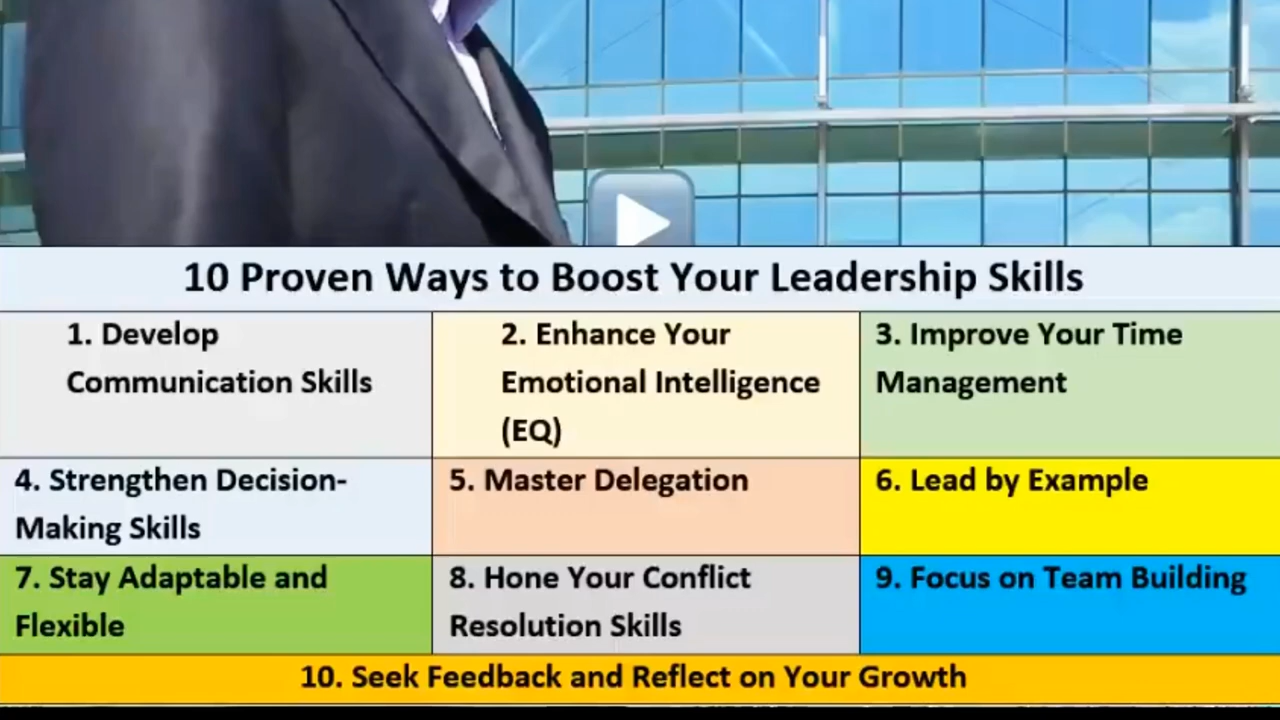 10 Proven Ways to Boost Your Leadership Skills
1. Develop
Communication Skills
2. Enhance Your
Emotional Intelligence
(EQ)
3. Improve Your Time
Management
4. Strengthen Decision-
Making Skills
5. Master Delegation
6. Lead by Example
7. Stay Adaptable and
Flexible
8. Hone Your Conflict
Resolution Skills
9. Focus on Team Building
10. Seek Feedback and Reflect on Your Growth